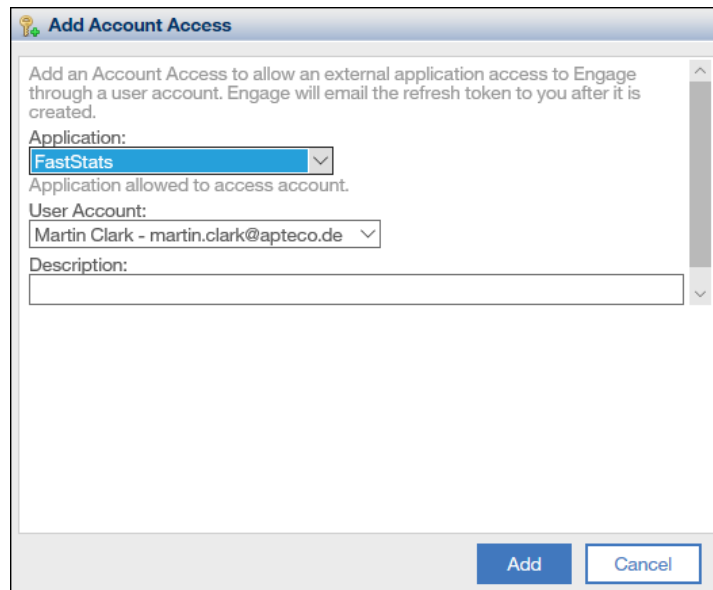 Add Account Access
Add an Account Access to allow an external application access to Engage
through a user account. Engage will email the refresh token to you after it is
created.
Application:
FastStats
Application allowed to access account.
User Account:
Martin Clark - martin.clark@apteco.de
Description:
Add
Cancel